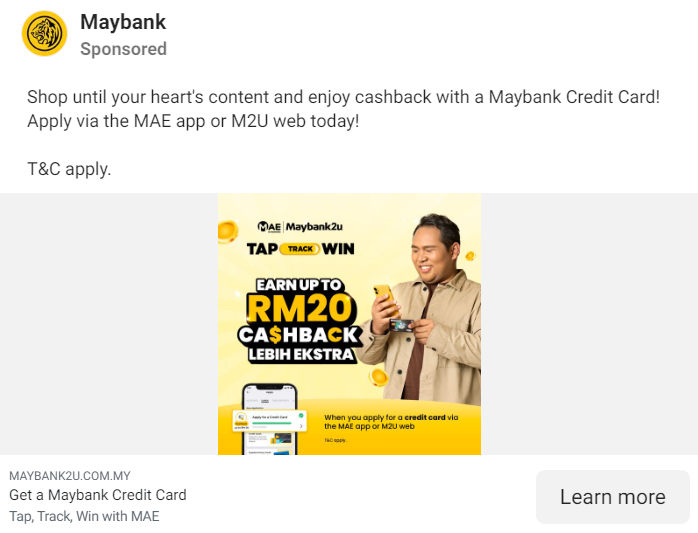 Maybank
Sponsored
Shop until your heart's content and enjoy cashback with a Maybank Credit Card!
Apply via the MAE app or M2U web today!
T&C apply.
MAE | Maybank2u
TAP TRACK WIN
EARN UP TO
RM20
CA$HBACK
LEBIH EKSTRA
Apply for a Credit Card
When you apply for a credit card via
the MAE app or M2U web
T&C apply.
MAYBANK2U.COM.MY
Get a Maybank Credit Card
Tap, Track, Win with MAE
Learn more